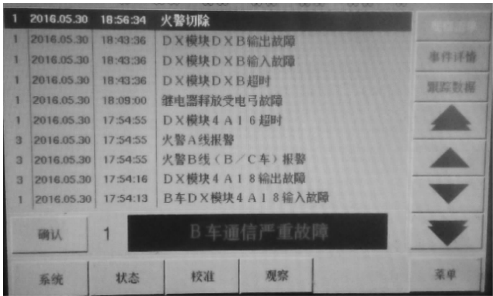 1 2016.05.30 18:56:34 火警切除
1 2016.05.30 18:43:36 DX模块DXB输出故障
1 2016.05.30 18:43:36 DX模块DXB输入故障
1 2016.05.30 18:43:36 DX模块DXB超时
1 2016.05.30 18:09:00 继电器释放受电弓故障
1 2016.05.30 17:54:55 DX模块4A16超时
3 2016.05.30 17:54:55 火警A线报警
3 2016.05.30 17:54:55 火警B线(B/C车)报警
3 2016.05.30 17:54:16 DX模块4A18输出故障
1 2016.05.30 17:54:13 B车DX模块4A18输入故障
事件详情
跟踪数据
确认 1 B车通信严重故障
系统 状态 校准 观察 菜单